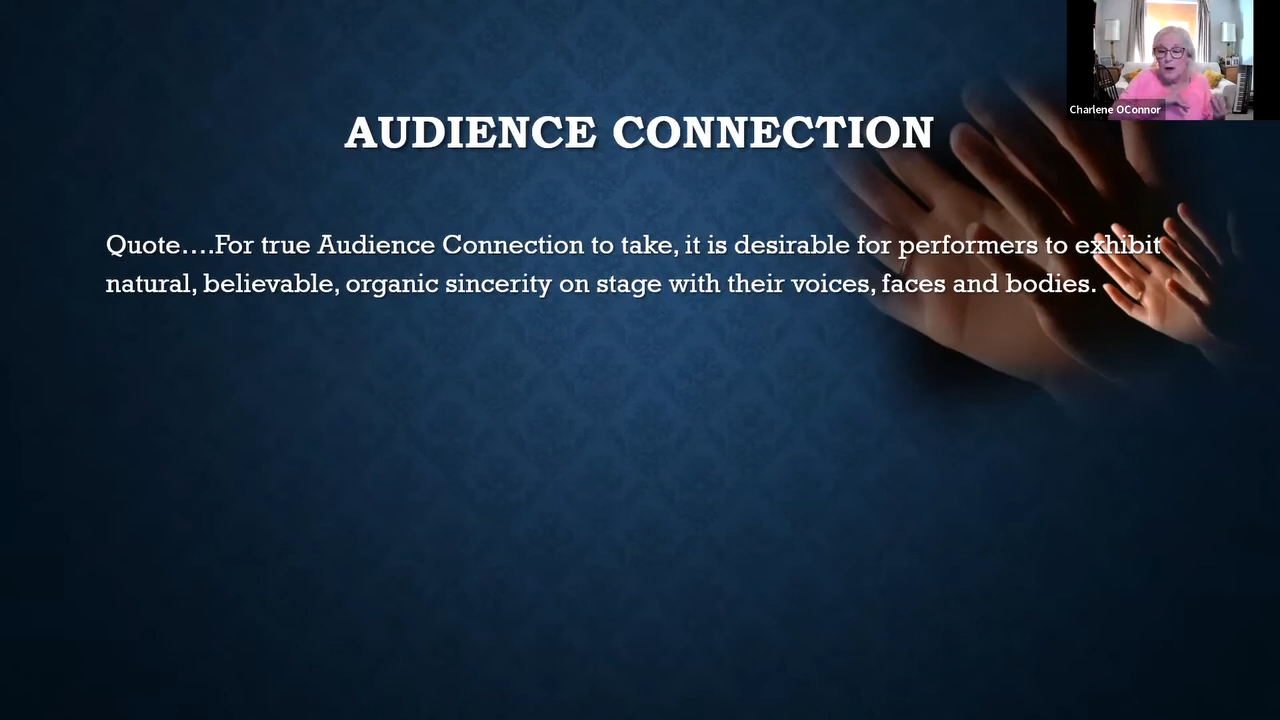 AUDIENCE CONNECTION
Quote....For true Audience Connection to take, it is desirable for performers to exhibit
natural, believable, organic sincerity on stage with their voices, faces and bodies.
Charlene OConnor